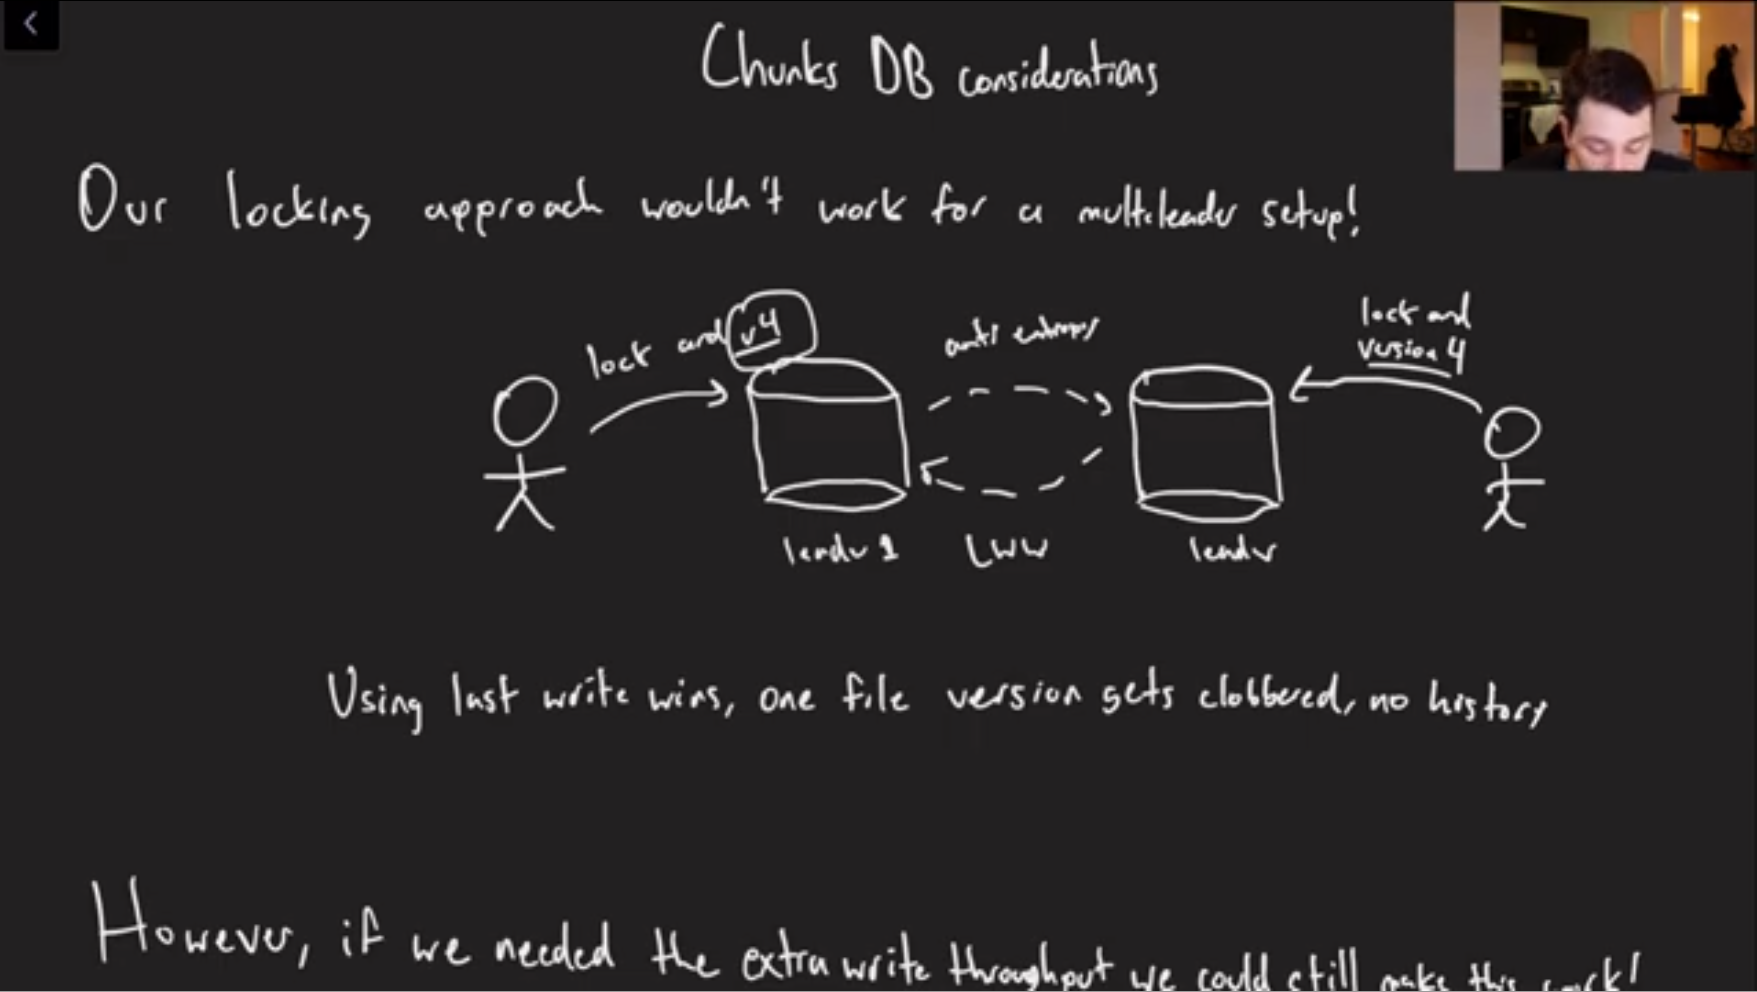 Chunks DB considerations
Our locking approach wouldn't work for a multileader setup!
lock and v4
anti entropy
lock and
version 4
leader 1
LWW
leader
Using last write wins, one file version gets clobbered, no history
However, if we needed the extra write throughput we could still make this work!